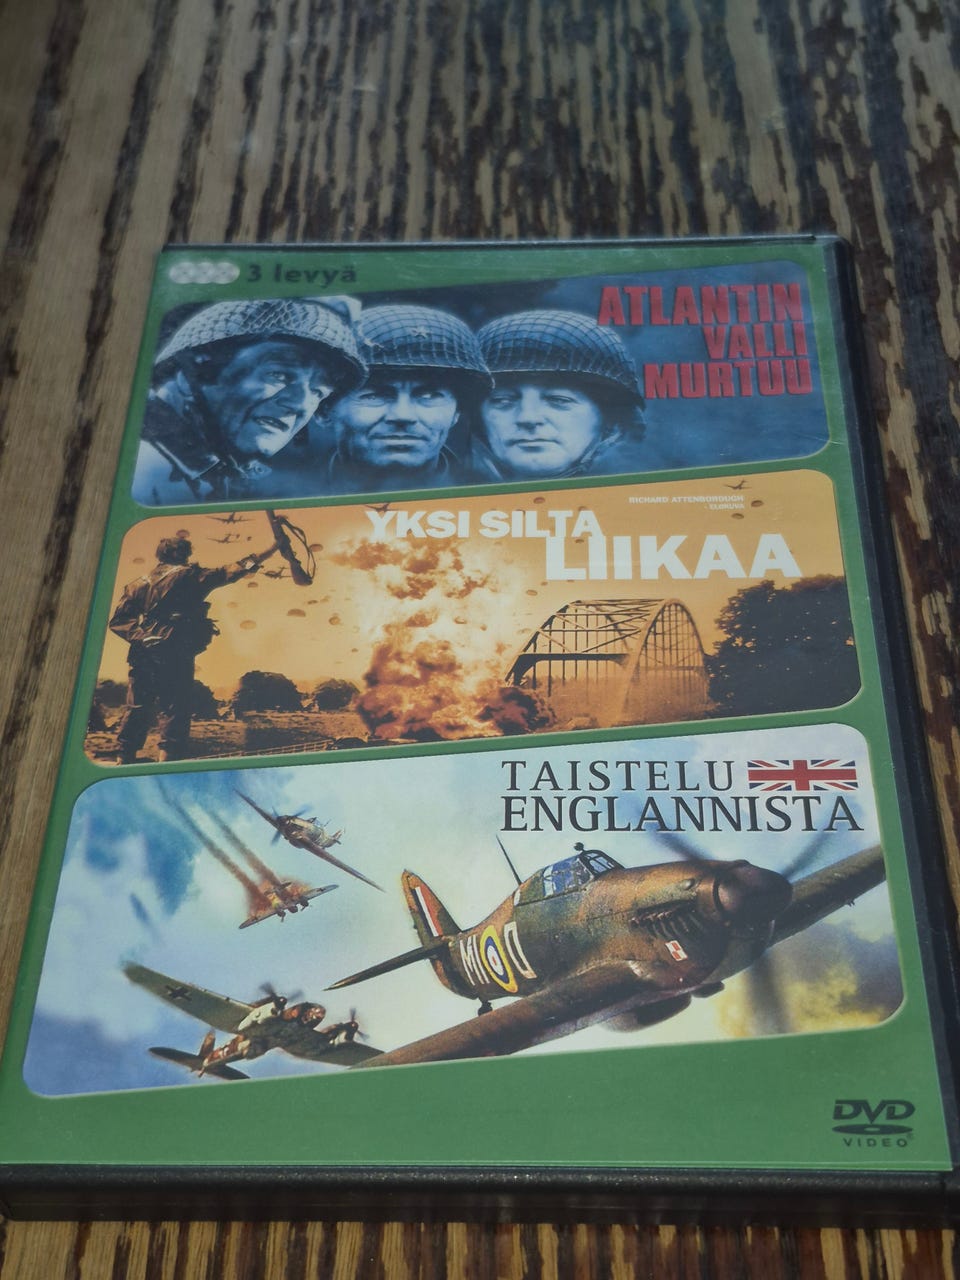 3 levyä
ATLANTIN
VALLI
MURTUU
RICHARD ATTENBOROUGH
- ELOKUVA
YKSI SILTA
LIIKAA
TAISTELU
ENGLANNISTA
MI D
DVD
VIDEO